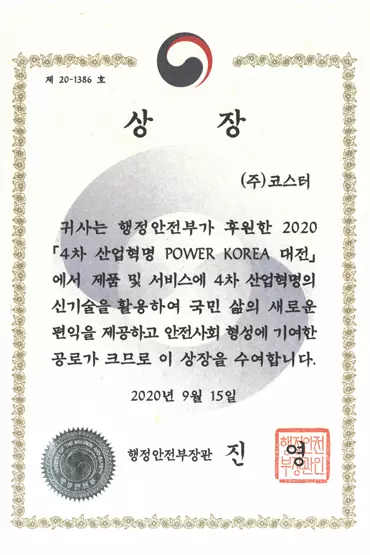 제 20-1386 호
상 장
(주)코스터
귀사는 행정안전부가 후원한 2020
「4차 산업혁명 POWER KOREA 대전」
에서 제품 및 서비스에 4차 산업혁명의
신기술을 활용하여 국민 삶의 새로운
편익을 제공하고 안전사회 형성에 기여한
공로가 크므로 이 상장을 수여합니다.
2020년 9월 15일
행정안전부장관 진 영
행정안전
부장관인